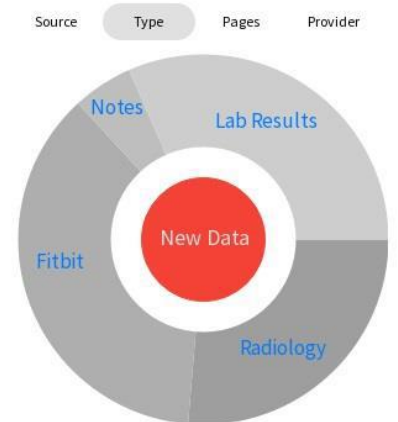 Source Type Pages Provider
Notes
Lab Results
New Data
Fitbit
Radiology